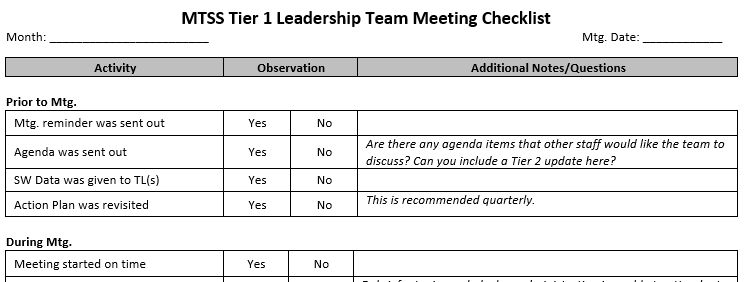 MTSS Tier 1 Leadership Team Meeting Checklist
Month: ________________________ Mtg. Date: ____________
Activity Observation Additional Notes/Questions
Prior to Mtg.
Mtg. reminder was sent out Yes No
Agenda was sent out Yes No Are there any agenda items that other staff would like the team to
discuss? Can you include a Tier 2 update here?
SW Data was given to TL(s) Yes No
Action Plan was revisited Yes No This is recommended quarterly.
During Mtg.
Meeting started on time Yes No